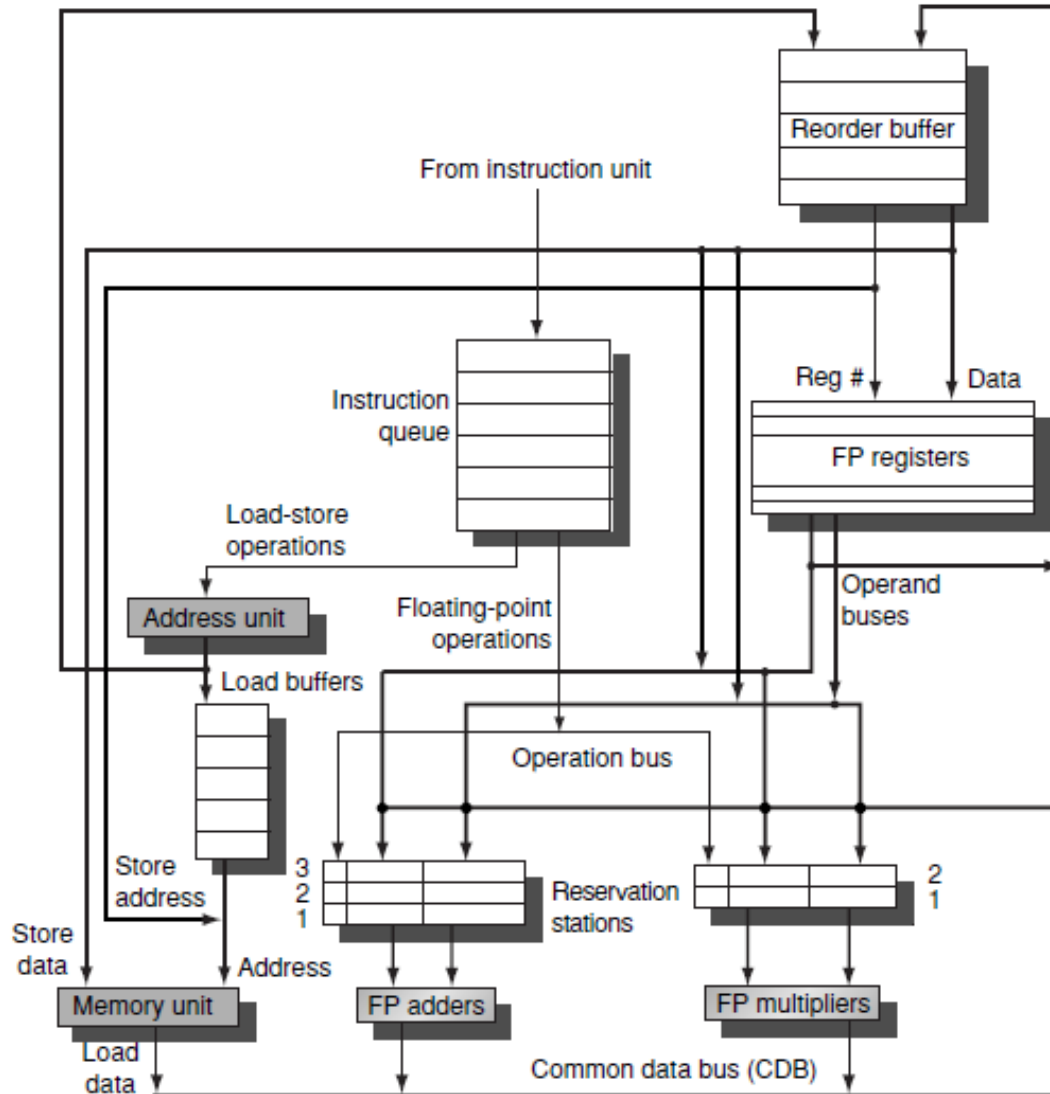 Reorder buffer
From instruction unit
Reg #
Data
Instruction
queue
FP registers
Load-store
operations
Operand
buses
Address unit
Floating-point
operations
Load buffers
Operation bus
Store
address
3
2
1
Reservation
stations
2
1
Store
data
Address
Memory unit
FP adders
FP multipliers
Load
data
Common data bus (CDB)